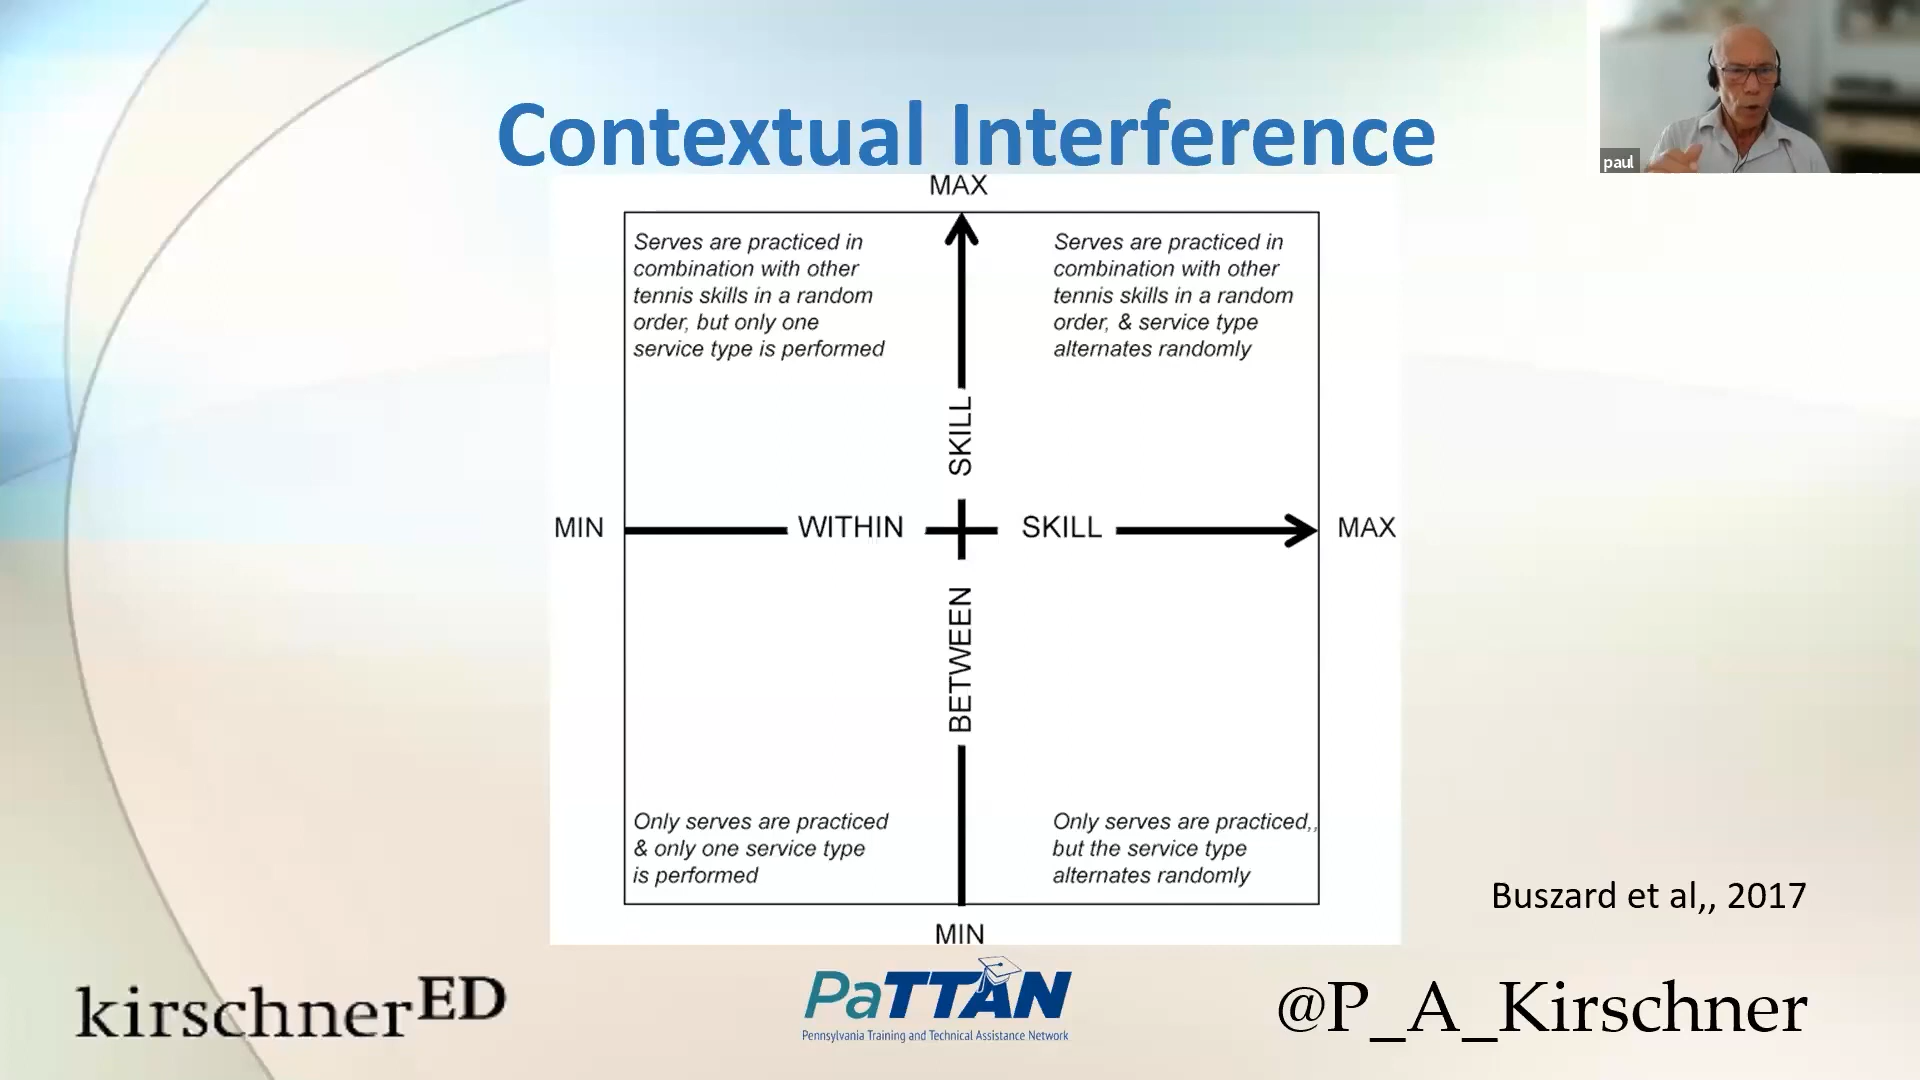 paul
Contextual Interference
MAX
Serves are practiced in
combination with other
tennis skills in a random
order, but only one
service type is performed
Serves are practiced in
combination with other
tennis skills in a random
order, & service type
alternates randomly
SKILL
MIN
WITHIN
SKILL
MAX
BETWEEN
Only serves are practiced
& only one service type
is performed
Only serves are practiced,,
but the service type
alternates randomly
MIN
Buszard et al,, 2017
kirschnerED
PaTTAN
Pennsylvania Training and Technical Assistance Network
@P_A_Kirschner